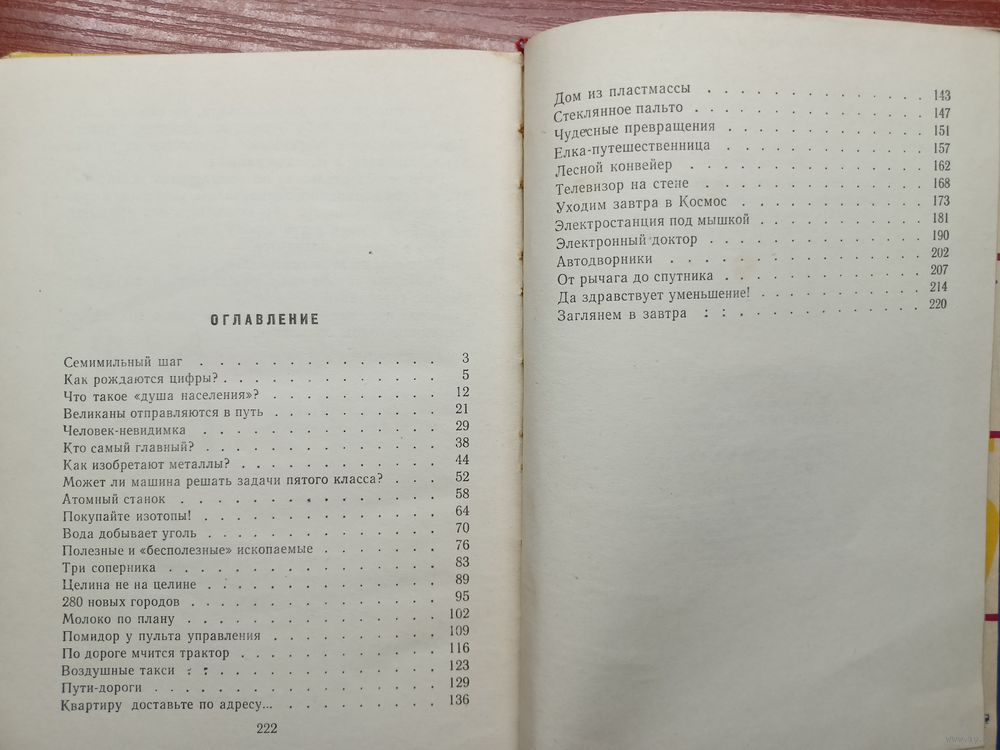 ОГЛАВЛЕНИЕ
Семимильный шаг . . . . . . . . . . . . . . 3
Как рождаются цифры? . . . . . . . . . . . . . 5
Что такое «душа населения»? . . . . . . . . . . 12
Великаны отправляются в путь . . . . . . . . . . 21
Человек-невидимка . . . . . . . . . . . . . . 29
Кто самый главный? . . . . . . . . . . . . . . 38
Как изобретают металлы? . . . . . . . . . . . . 44
Может ли машина решать задачи пятого класса? . . . 52
Атомный станок . . . . . . . . . . . . . . . 58
Покупайте изотопы! . . . . . . . . . . . . . . 64
Вода добывает уголь . . . . . . . . . . . . . . 70
Полезные и «бесполезные» ископаемые . . . . . . . 76
Три соперника . . . . . . . . . . . . . . . . 83
Целина не на целине . . . . . . . . . . . . . . 89
280 новых городов . . . . . . . . . . . . . . . 95
Молоко по плану . . . . . . . . . . . . . . . 102
Помидор у пульта управления . . . . . . . . . . 109
По дороге мчится трактор . . . . . . . . . . . . 116
Воздушные такси : : . . . . . . . . . . . . . 123
Пути-дороги . . . . . . . . . . . . . . . . . 129
Квартиру доставьте по адресу... . . . . . . . . . 136
222
Дом из пластмассы . . . . . . . . . . . . . 143
Стеклянное пальто . . . . . . . . . . . . . 147
Чудесные превращения . . . . . . . . . . . . 151
Елка-путешественница . . . . . . . . . . . . 157
Лесной конвейер . . . . . . . . . . . . . . 162
Телевизор на стене . . . . . . . . . . . . . 168
Уходим завтра в Космос . . . . . . . . . . . 173
Электростанция под мышкой . . . . . . . . . . 181
Электронный доктор . . . . . . . . . . . . . 190
Автодворники . . . . . . . . . . . . . . . 202
От рычага до спутника . . . . . . . . . . . . 207
Да здравствует уменьшение! . . . . . . . . . . 214
Заглянем в завтра : : . . . . . . . . . . . 220